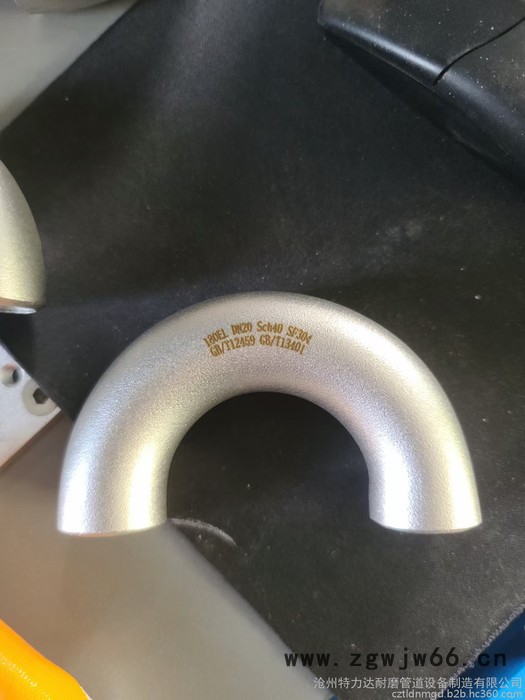 180EL DN20 Sch40 SF304
GB/T12459 GB/T13401
www.zgwjw66.cn
沧州特力达耐磨管道设备制造有限公司
cztldnmgd.b2b.hc360.com